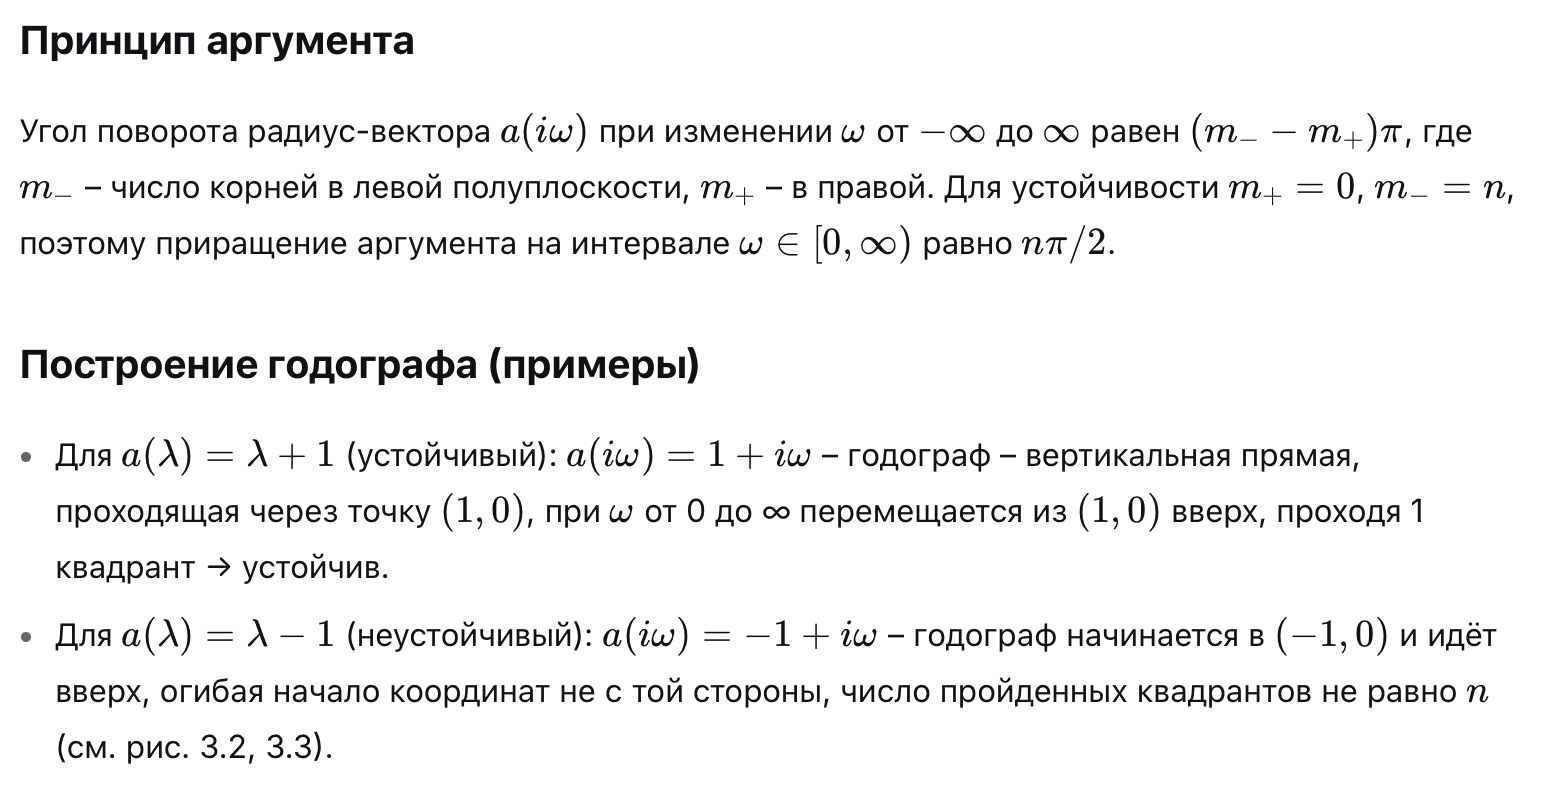 Принцип аргумента
Угол поворота радиус-вектора a(iω) при изменении ω от −∞ до ∞ равен (m₋ − m₊)π, где
m₋ – число корней в левой полуплоскости, m₊ – в правой. Для устойчивости m₊ = 0, m₋ = n,
поэтому приращение аргумента на интервале ω ∈ [0, ∞) равно nπ/2.
Построение годографа (примеры)
• Для a(λ) = λ + 1 (устойчивый): a(iω) = 1 + iω – годограф – вертикальная прямая,
проходящая через точку (1, 0), при ω от 0 до ∞ перемещается из (1, 0) вверх, проходя 1
квадрант → устойчив.
• Для a(λ) = λ − 1 (неустойчивый): a(iω) = −1 + iω – годограф начинается в (−1, 0) и идёт
вверх, огибая начало координат не с той стороны, число пройденных квадрантов не равно n
(см. рис. 3.2, 3.3).